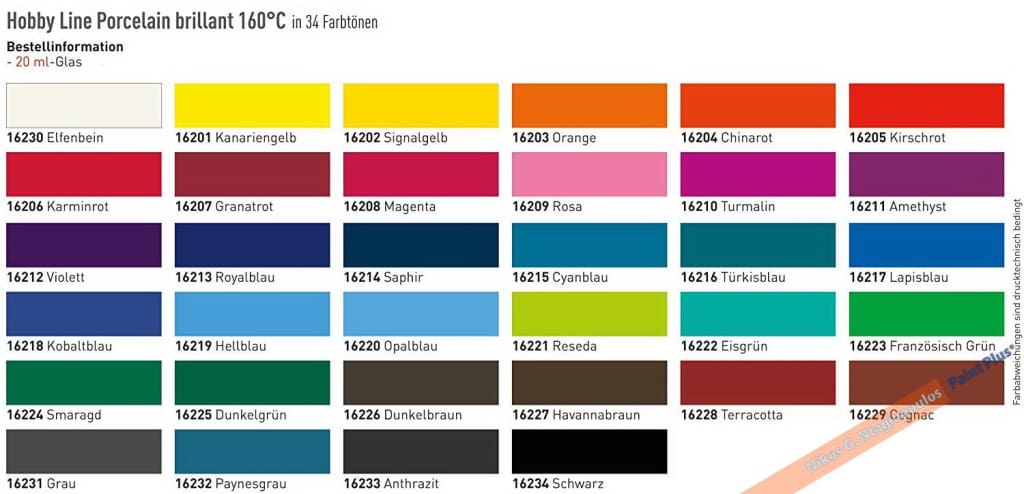 Hobby Line Porcelain brillant 160°C in 34 Farbtönen
Bestellinformation
- 20 ml-Glas
16230 Elfenbein
16201 Kanariengelb
16202 Signalgelb
16203 Orange
16204 Chinarot
16205 Kirschrot
16206 Karminrot
16207 Granatrot
16208 Magenta
16209 Rosa
16210 Turmalin
16211 Amethyst
16212 Violett
16213 Royalblau
16214 Saphir
16215 Cyanblau
16216 Türkisblau
16217 Lapisblau
16218 Kobaltblau
16219 Hellblau
16220 Opalblau
16221 Reseda
16222 Eisgrün
16223 Französisch Grün
16224 Smaragd
16225 Dunkelgrün
16226 Dunkelbraun
16227 Havannabraun
16228 Terracotta
16229 Cognac
16231 Grau
16232 Paynesgrau
16233 Anthrazit
16234 Schwarz
Farbabweichungen sind drucktechnisch bedingt
Nikos G. Ntagiopoulos Paint Plus